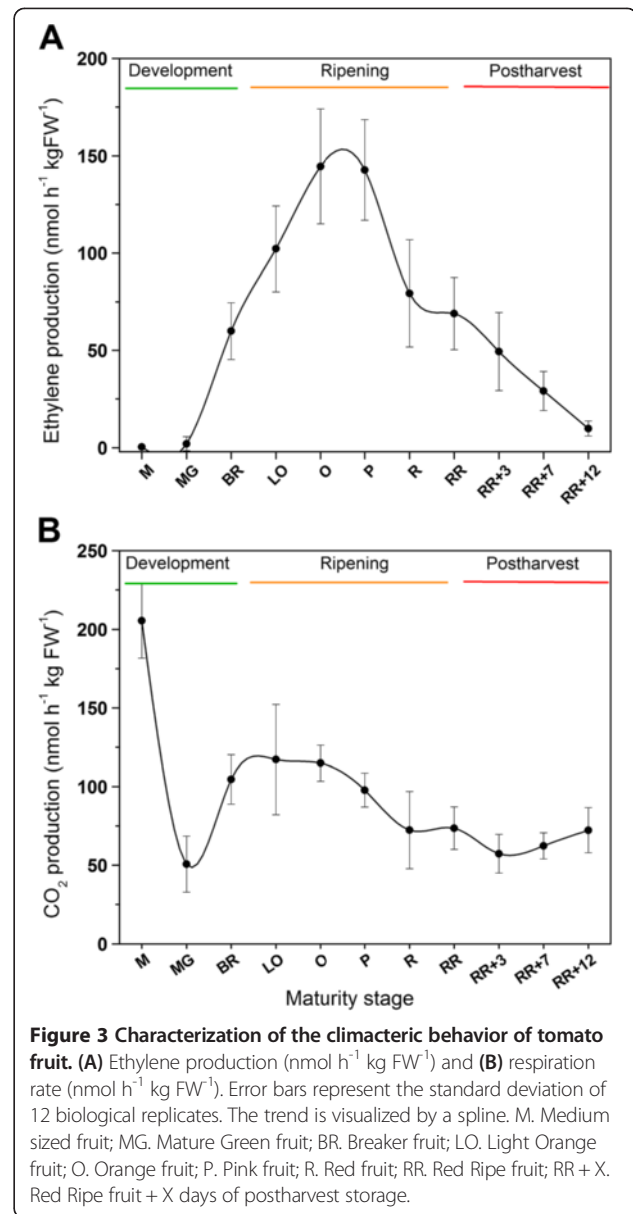 A
Development Ripening Postharvest
200
150
100
50
0
Ethylene production (nmol h⁻¹ kgFW⁻¹)
M MG BR LO O P R RR RR+3 RR+7 RR+12
B
Development Ripening Postharvest
250
200
150
100
50
0
CO₂ production (nmol h⁻¹ kg FW⁻¹)
M MG BR LO O P R RR RR+3 RR+7 RR+12
Maturity stage
Figure 3 Characterization of the climacteric behavior of tomato
fruit. (A) Ethylene production (nmol h⁻¹ kg FW⁻¹) and (B) respiration
rate (nmol h⁻¹ kg FW⁻¹). Error bars represent the standard deviation of
12 biological replicates. The trend is visualized by a spline. M. Medium
sized fruit; MG. Mature Green fruit; BR. Breaker fruit; LO. Light Orange
fruit; O. Orange fruit; P. Pink fruit; R. Red fruit; RR. Red Ripe fruit; RR + X.
Red Ripe fruit + X days of postharvest storage.